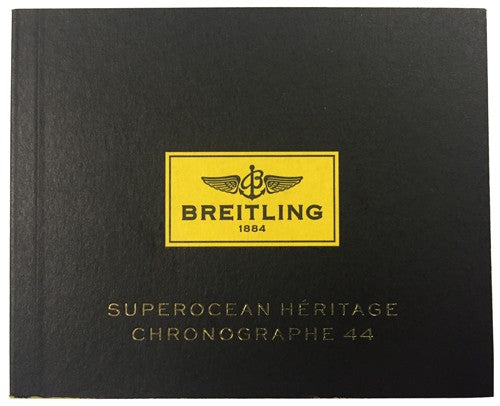 B
BREITLING
1884
SUPEROCEAN HÉRITAGE
CHRONOGRAPHE 44